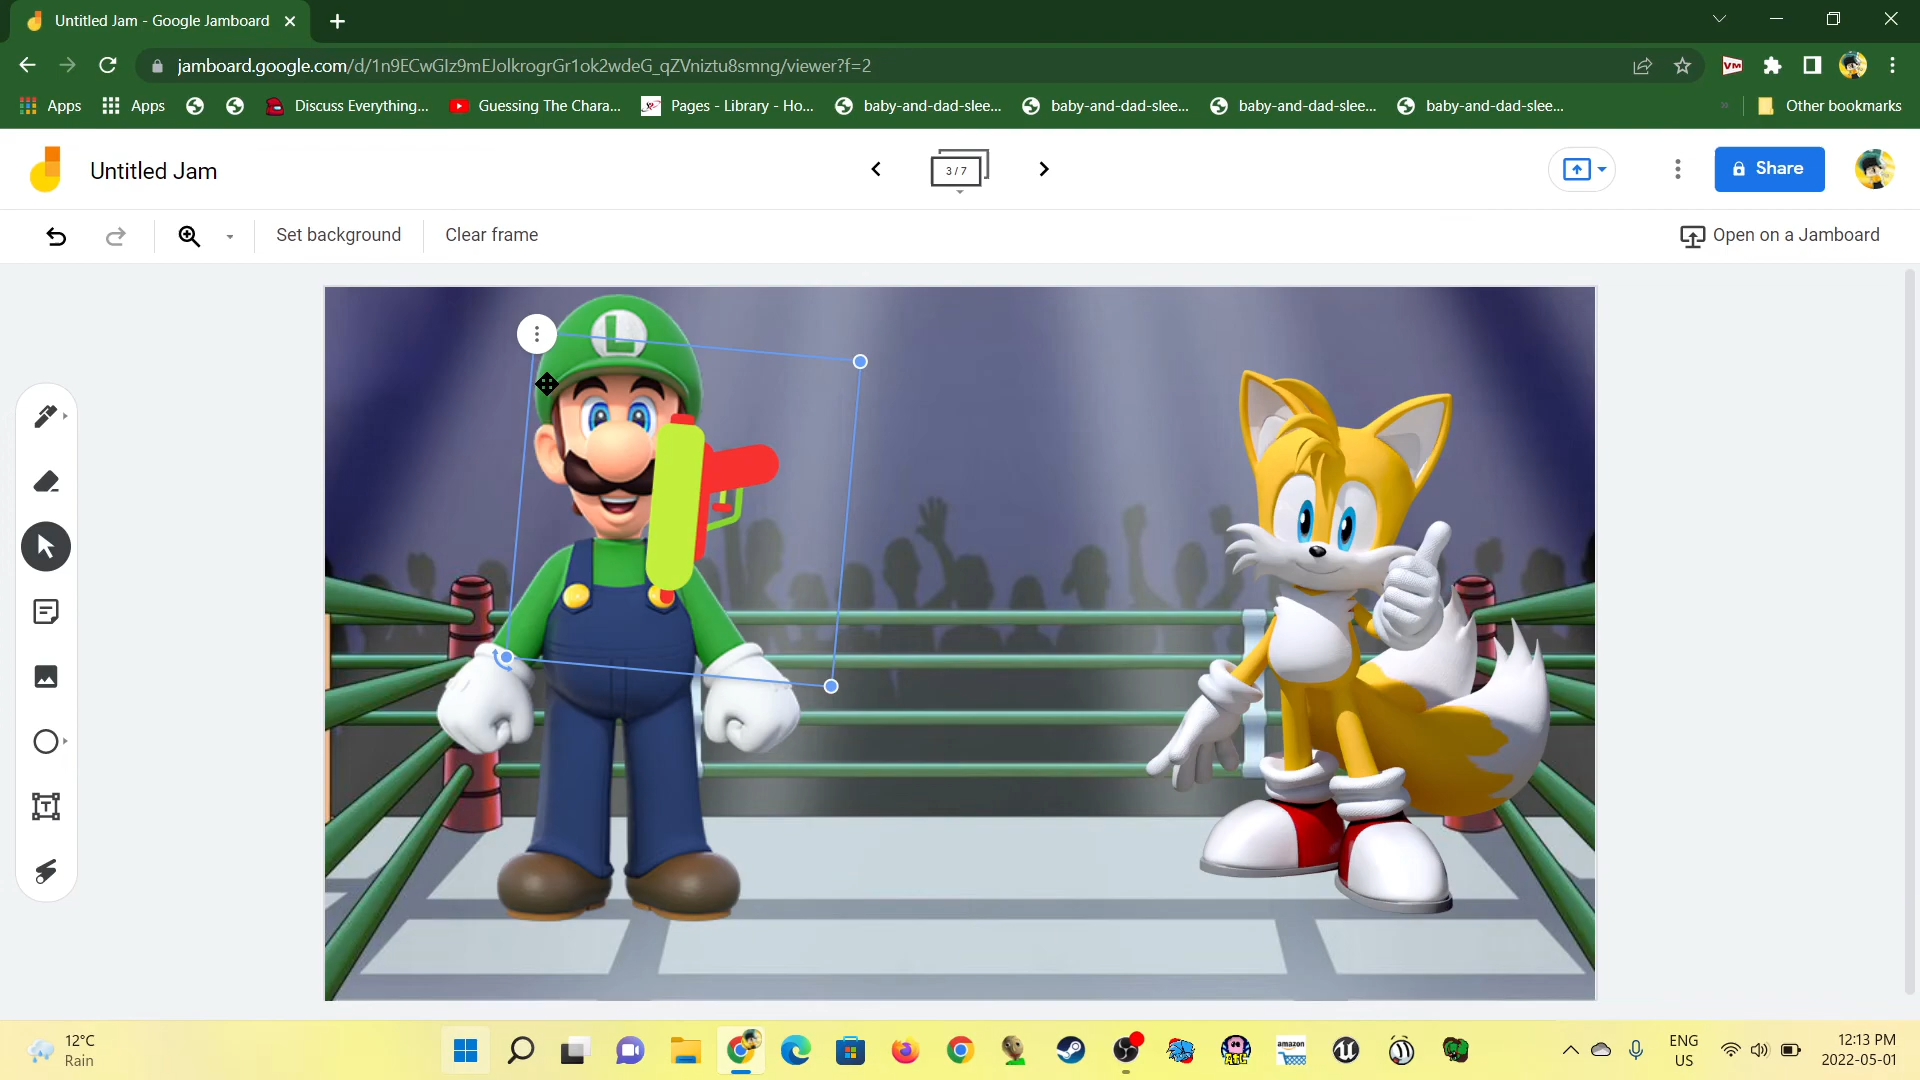 Untitled Jam - Google Jamboard
jamboard.google.com/d/1n9ECwGIz9mEJolkrogrGr1ok2wdeG_qZVniztu8smng/viewer?f=2
VM
Apps
Apps
Discuss Everything...
Guessing The Chara...
Pages - Library - Ho...
baby-and-dad-slee...
baby-and-dad-slee...
baby-and-dad-slee...
baby-and-dad-slee...
Other bookmarks
Untitled Jam
3 / 7
Share
Set background
Clear frame
Open on a Jamboard
L
T
12°C
Rain
amazon
ENG
US
12:13 PM
2022-05-01